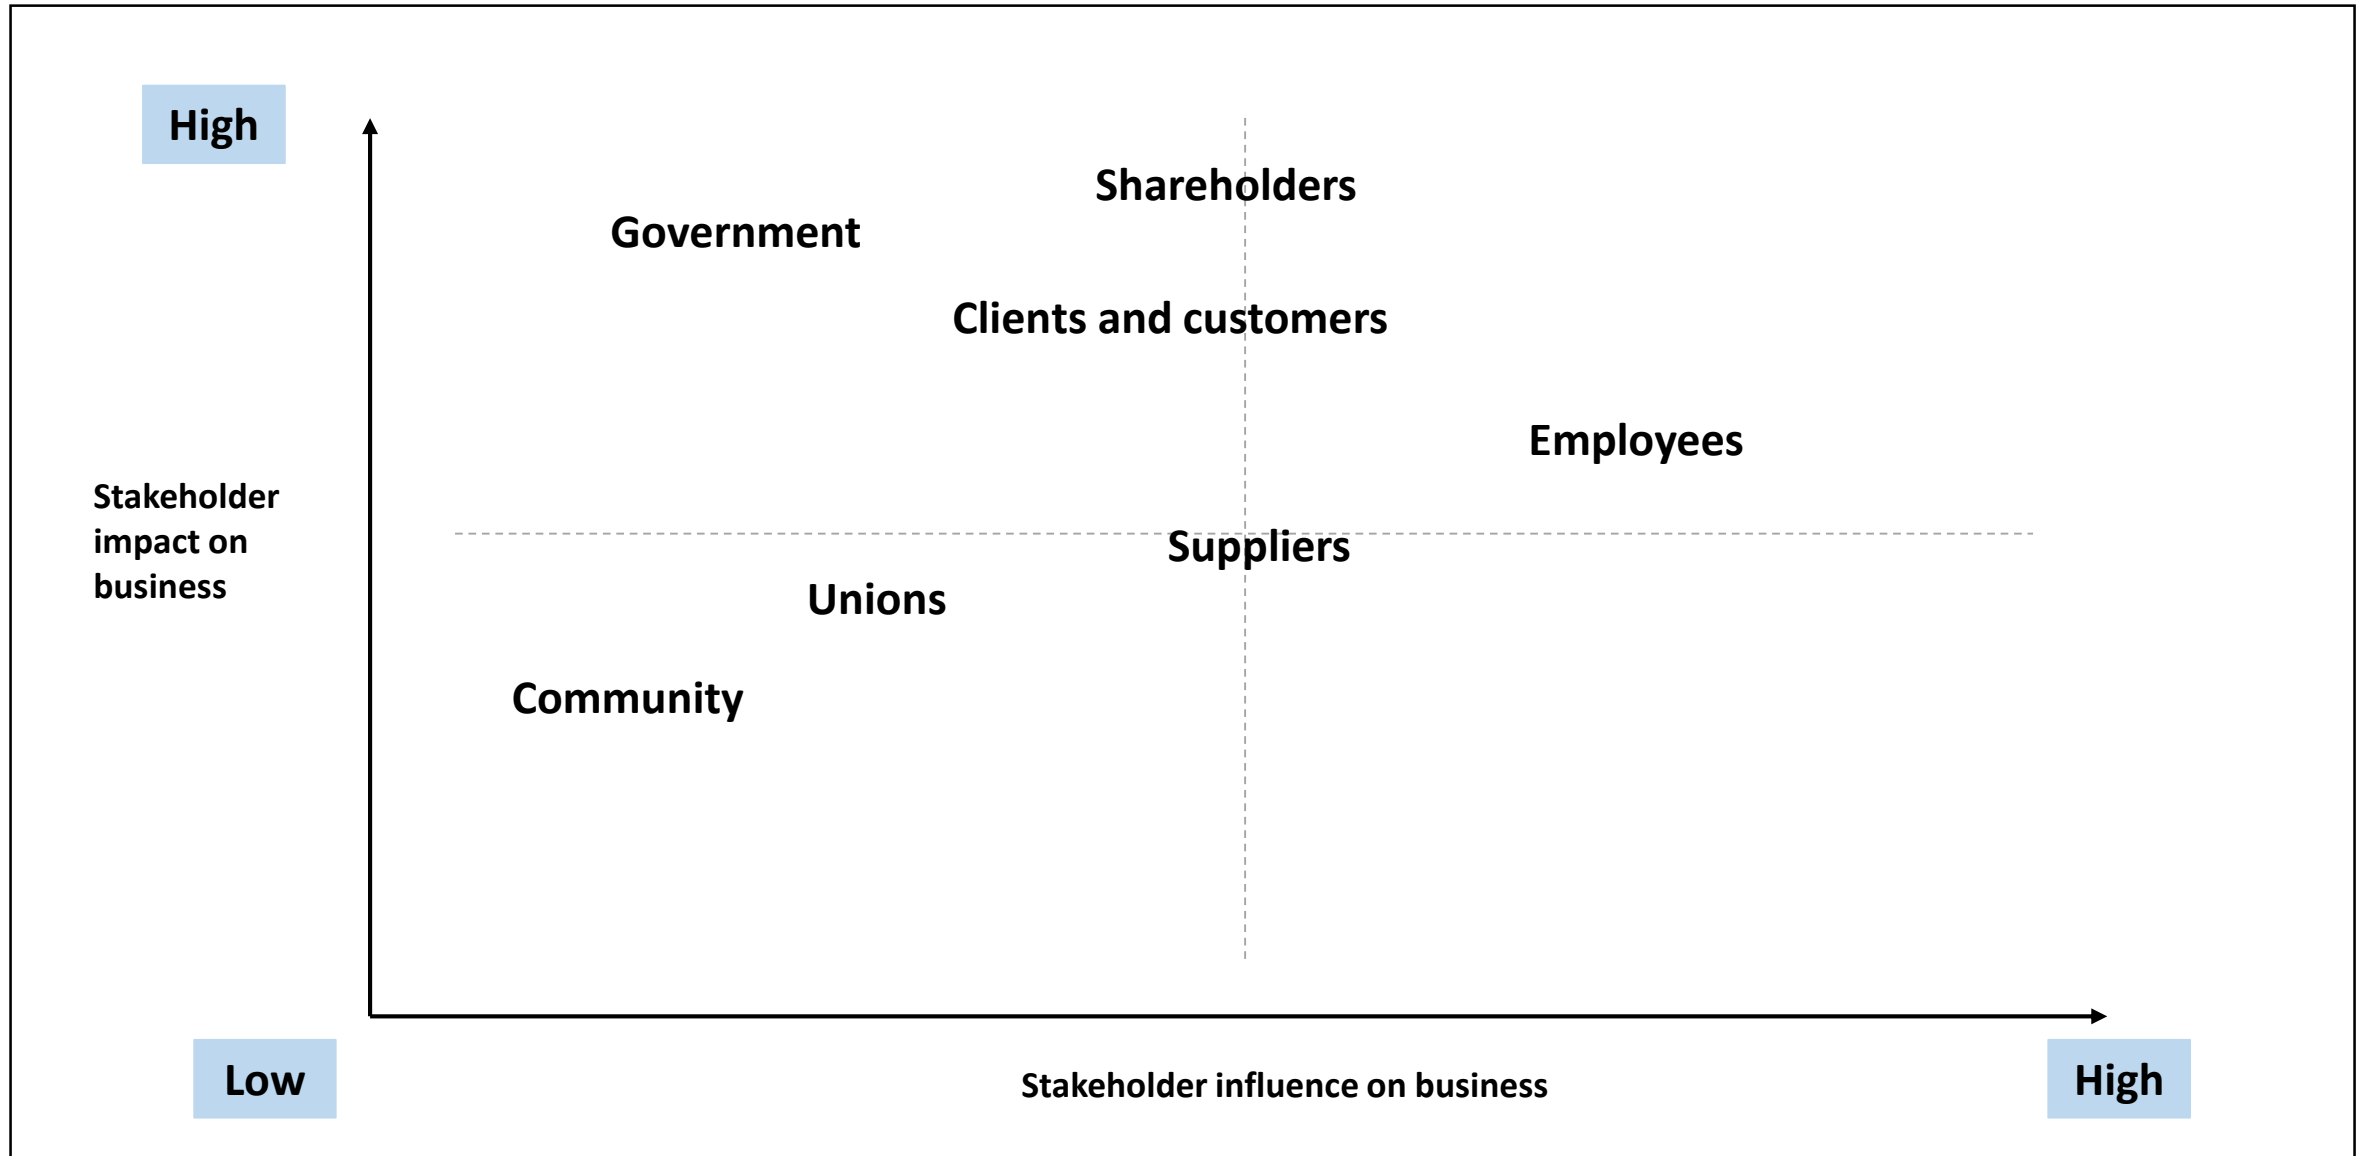 High
Shareholders
Government
Clients and customers
Employees
Stakeholder
impact on
business
Suppliers
Unions
Community
Low
Stakeholder influence on business
High